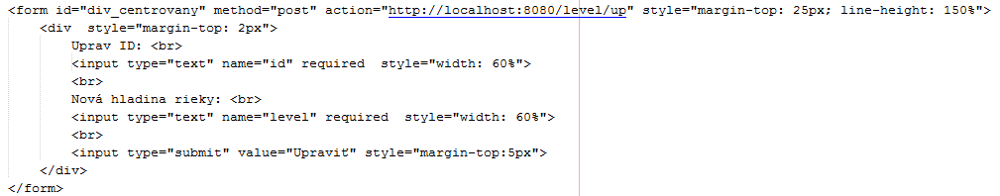 <form id="div_centrovany" method="post" action="http://localhost:8080/level/up" style="margin-top: 25px; line-height: 150%">
    <div  style="margin-top: 2px">
        Uprav ID: <br>
        <input type="text" name="id" required  style="width: 60%">
        <br>
        Nová hladina rieky: <br>
        <input type="text" name="level" required  style="width: 60%">
        <br>
        <input type="submit" value="Upraviť" style="margin-top:5px">
    </div>
</form>